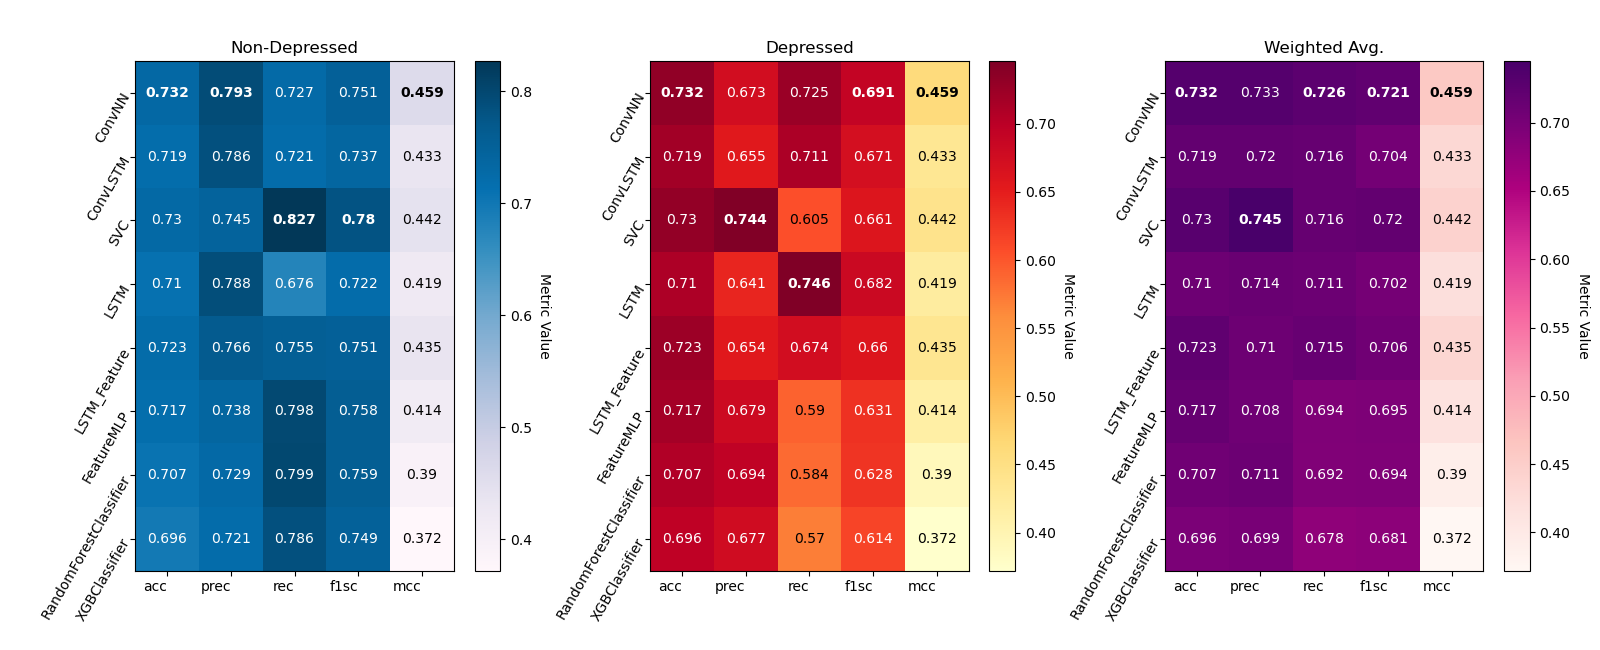 Non-Depressed
ConvNN 0.732 0.793 0.727 0.751 0.459
ConvLSTM 0.719 0.786 0.721 0.737 0.433
SVC 0.73 0.745 0.827 0.78 0.442
LSTM 0.71 0.788 0.676 0.722 0.419
LSTM_Feature 0.723 0.766 0.755 0.751 0.435
FeatureMLP 0.717 0.738 0.798 0.758 0.414
RandomForestClassifier 0.707 0.729 0.799 0.759 0.39
XGBClassifier 0.696 0.721 0.786 0.749 0.372
acc prec rec f1sc mcc
0.8
0.7
0.6
0.5
0.4
Metric Value
Depressed
ConvNN 0.732 0.673 0.725 0.691 0.459
ConvLSTM 0.719 0.655 0.711 0.671 0.433
SVC 0.73 0.744 0.605 0.661 0.442
LSTM 0.71 0.641 0.746 0.682 0.419
LSTM_Feature 0.723 0.654 0.674 0.66 0.435
FeatureMLP 0.717 0.679 0.59 0.631 0.414
RandomForestClassifier 0.707 0.694 0.584 0.628 0.39
XGBClassifier 0.696 0.677 0.57 0.614 0.372
acc prec rec f1sc mcc
0.70
0.65
0.60
0.55
0.50
0.45
0.40
Metric Value
Weighted Avg.
ConvNN 0.732 0.733 0.726 0.721 0.459
ConvLSTM 0.719 0.72 0.716 0.704 0.433
SVC 0.73 0.745 0.716 0.72 0.442
LSTM 0.71 0.714 0.711 0.702 0.419
LSTM_Feature 0.723 0.71 0.715 0.706 0.435
FeatureMLP 0.717 0.708 0.694 0.695 0.414
RandomForestClassifier 0.707 0.711 0.692 0.694 0.39
XGBClassifier 0.696 0.699 0.678 0.681 0.372
acc prec rec f1sc mcc
0.70
0.65
0.60
0.55
0.50
0.45
0.40
Metric Value